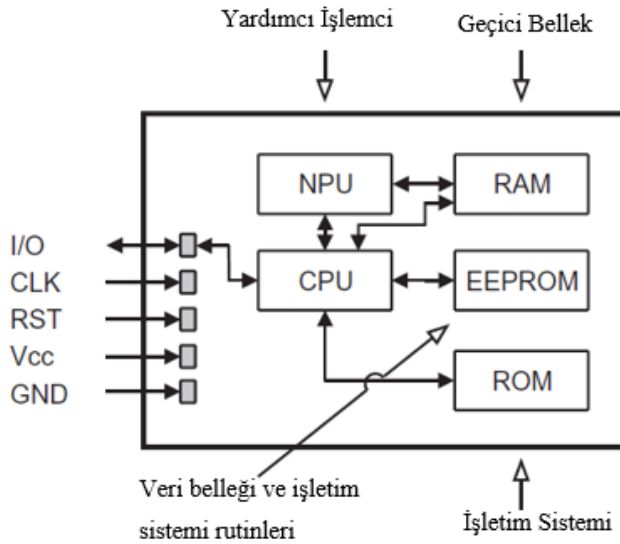 Yardımcı İşlemci
Geçici Bellek
NPU
RAM
I/O
CLK
CPU
EEPROM
RST
Vcc
ROM
GND
Veri belleği ve işletim
sistemi rutinleri
İşletim Sistemi